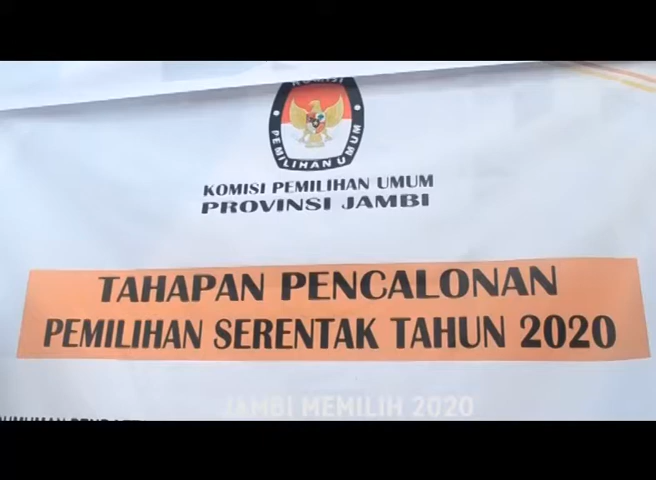 KOMISI
PEMILIHAN UMUM
KOMISI PEMILIHAN UMUM
PROVINSI JAMBI
TAHAPAN PENCALONAN
PEMILIHAN SERENTAK TAHUN 2020
JAMBI MEMILIH 2020